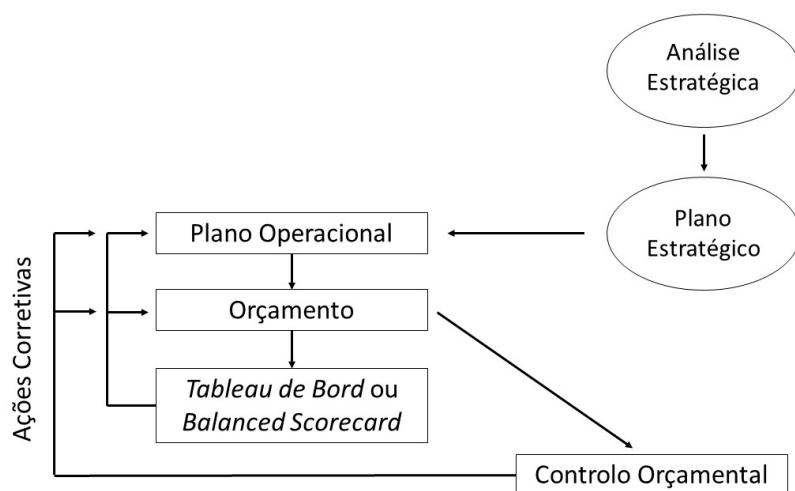 Análise
Estratégica
Plano
Estratégico
Plano Operacional
Orçamento
Tableau de Bord ou
Balanced Scorecard
Controlo Orçamental
Ações Corretivas